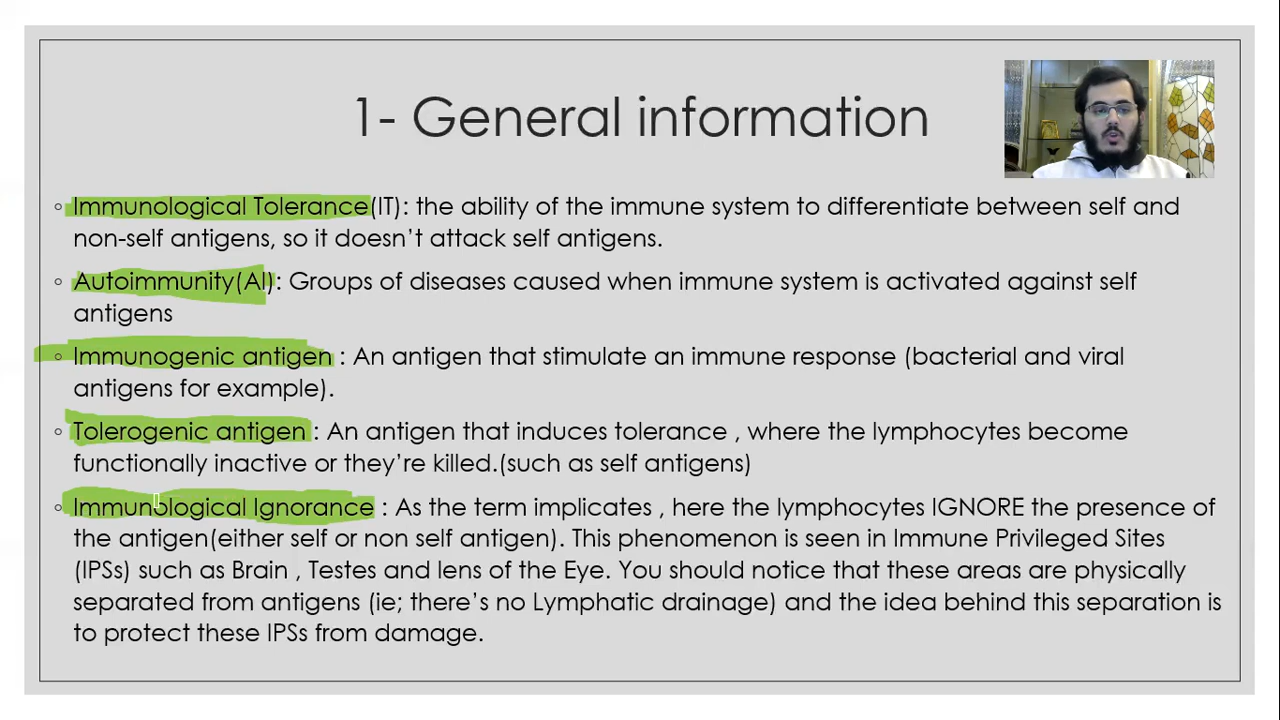 1- General information
◦ Immunological Tolerance(IT): the ability of the immune system to differentiate between self and
non-self antigens, so it doesn't attack self antigens.
◦ Autoimmunity(AI): Groups of diseases caused when immune system is activated against self
antigens
◦ Immunogenic antigen : An antigen that stimulate an immune response (bacterial and viral
antigens for example).
◦ Tolerogenic antigen : An antigen that induces tolerance , where the lymphocytes become
functionally inactive or they're killed.(such as self antigens)
◦ Immunological Ignorance : As the term implicates , here the lymphocytes IGNORE the presence of
the antigen(either self or non self antigen). This phenomenon is seen in Immune Privileged Sites
(IPSs) such as Brain , Testes and lens of the Eye. You should notice that these areas are physically
separated from antigens (ie; there's no Lymphatic drainage) and the idea behind this separation is
to protect these IPSs from damage.